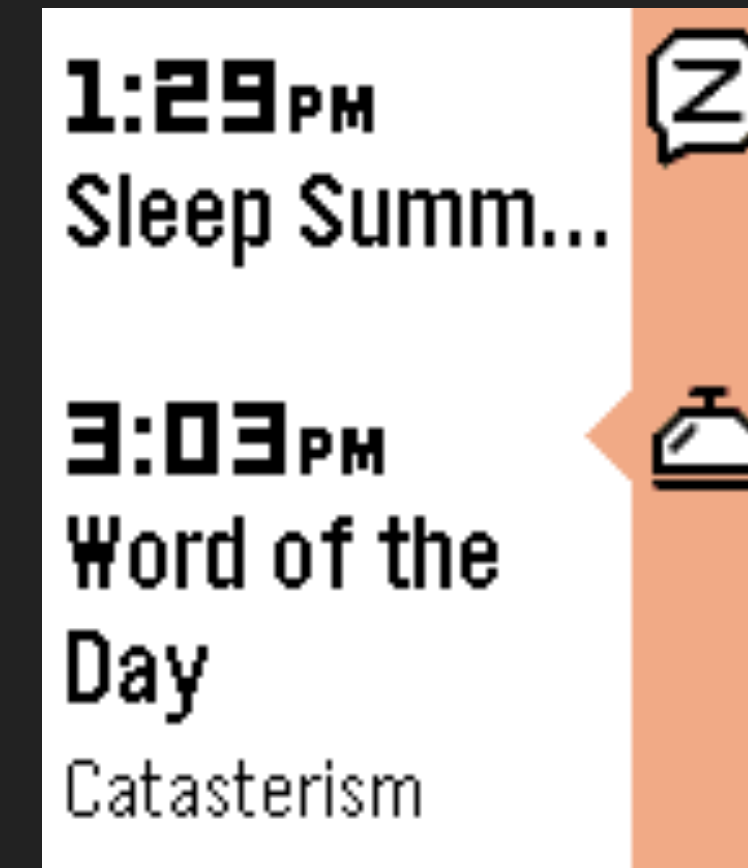 1:29PM
Sleep Summ...
Z
3:03PM
Word of the
Day
Catasterism